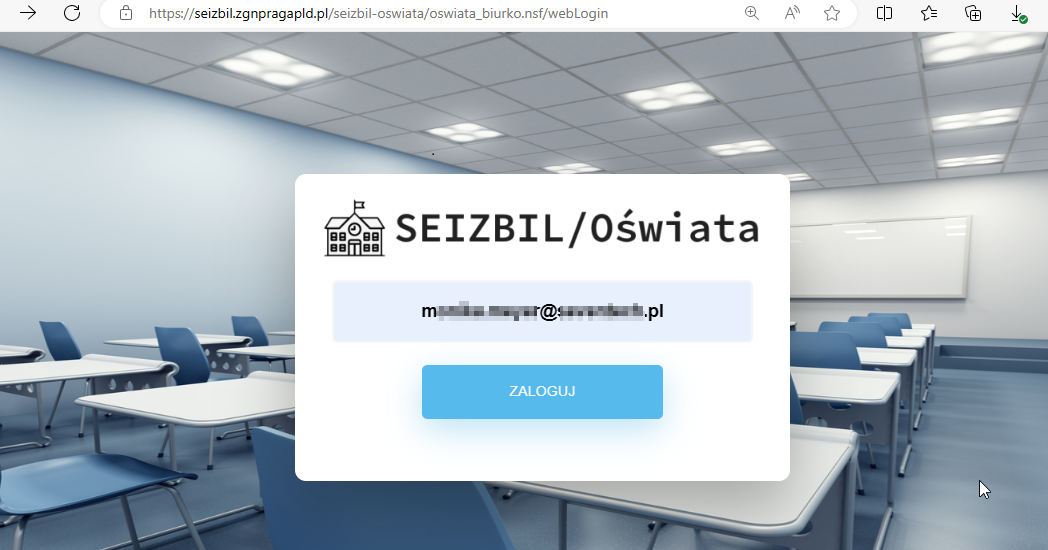 https://seizbil.zgnpragapld.pl/seizbil-oswiata/oswiata_biurko.nsf/webLogin
SEIZBIL/Oświata
ZALOGUJ